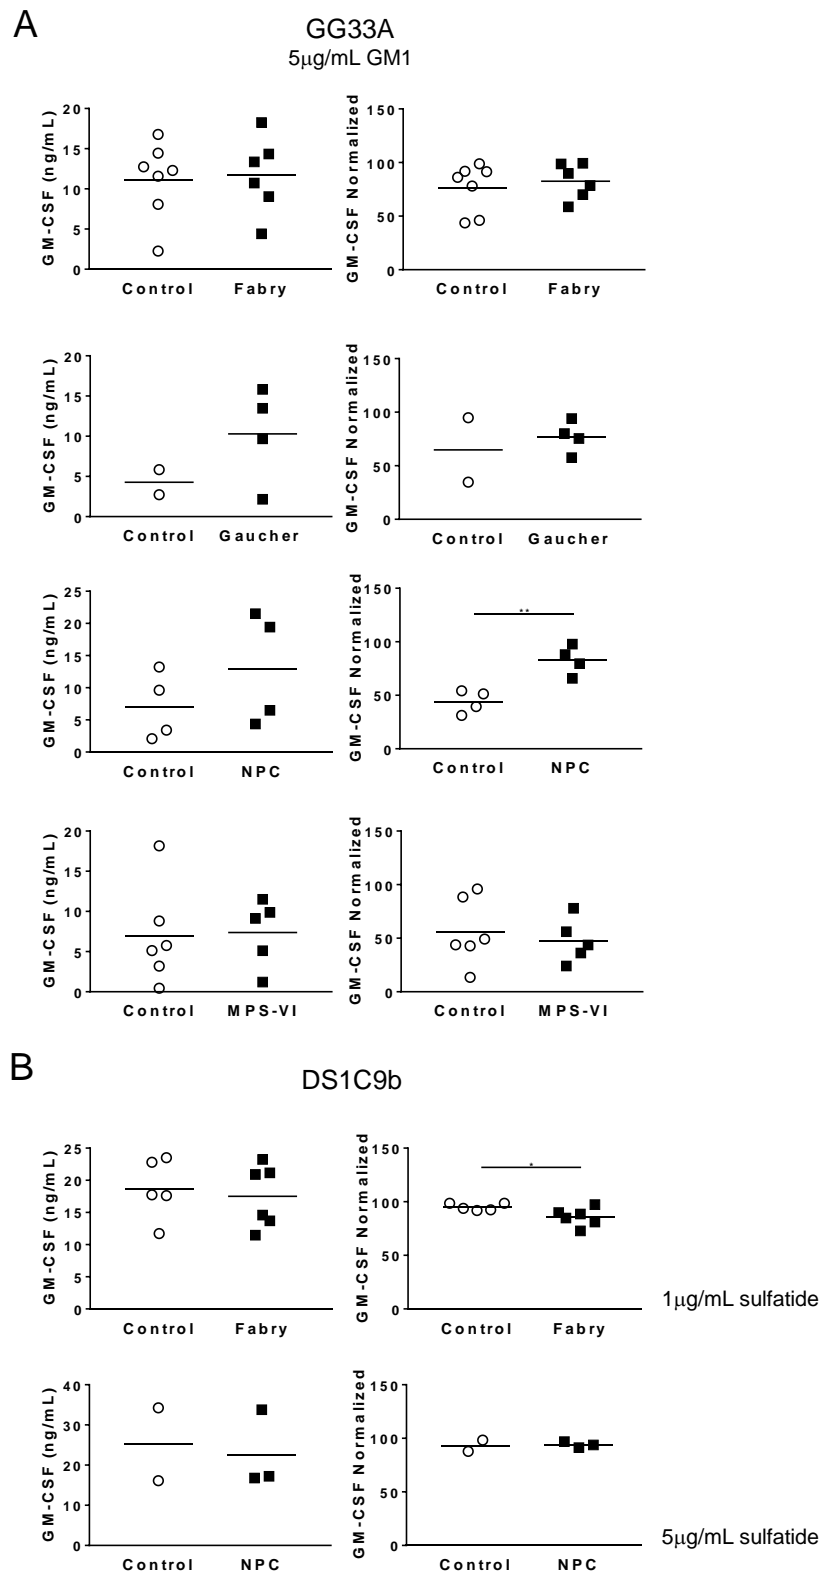 A
GG33A
5μg/mL GM1
GM-CSF (ng/mL)
20
15
10
5
0
Control Fabry
GM-CSF Normalized
150
100
50
0
Control Fabry
GM-CSF (ng/mL)
20
15
10
5
0
Control Gaucher
GM-CSF Normalized
150
100
50
0
Control Gaucher
GM-CSF (ng/mL)
25
20
15
10
5
0
Control NPC
GM-CSF Normalized
150
100
50
0
**
Control NPC
GM-CSF (ng/mL)
20
15
10
5
0
Control MPS-VI
GM-CSF Normalized
150
100
50
0
Control MPS-VI
B
DS1C9b
GM-CSF (ng/mL)
25
20
15
10
5
0
Control Fabry
GM-CSF Normalized
150
100
50
0
*
Control Fabry
1μg/mL sulfatide
GM-CSF (ng/mL)
40
30
20
10
0
Control NPC
GM-CSF Normalized
150
100
50
0
Control NPC
5μg/mL sulfatide